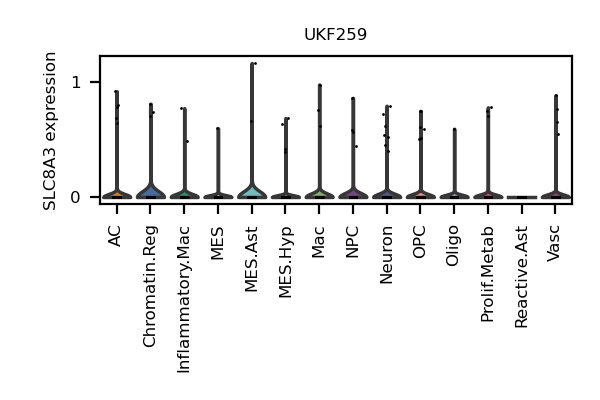 UKF259
SLC8A3 expression
1
0
AC
Chromatin.Reg
Inflammatory.Mac
MES
MES.Ast
MES.Hyp
Mac
NPC
Neuron
OPC
Oligo
Prolif.Metab
Reactive.Ast
Vasc